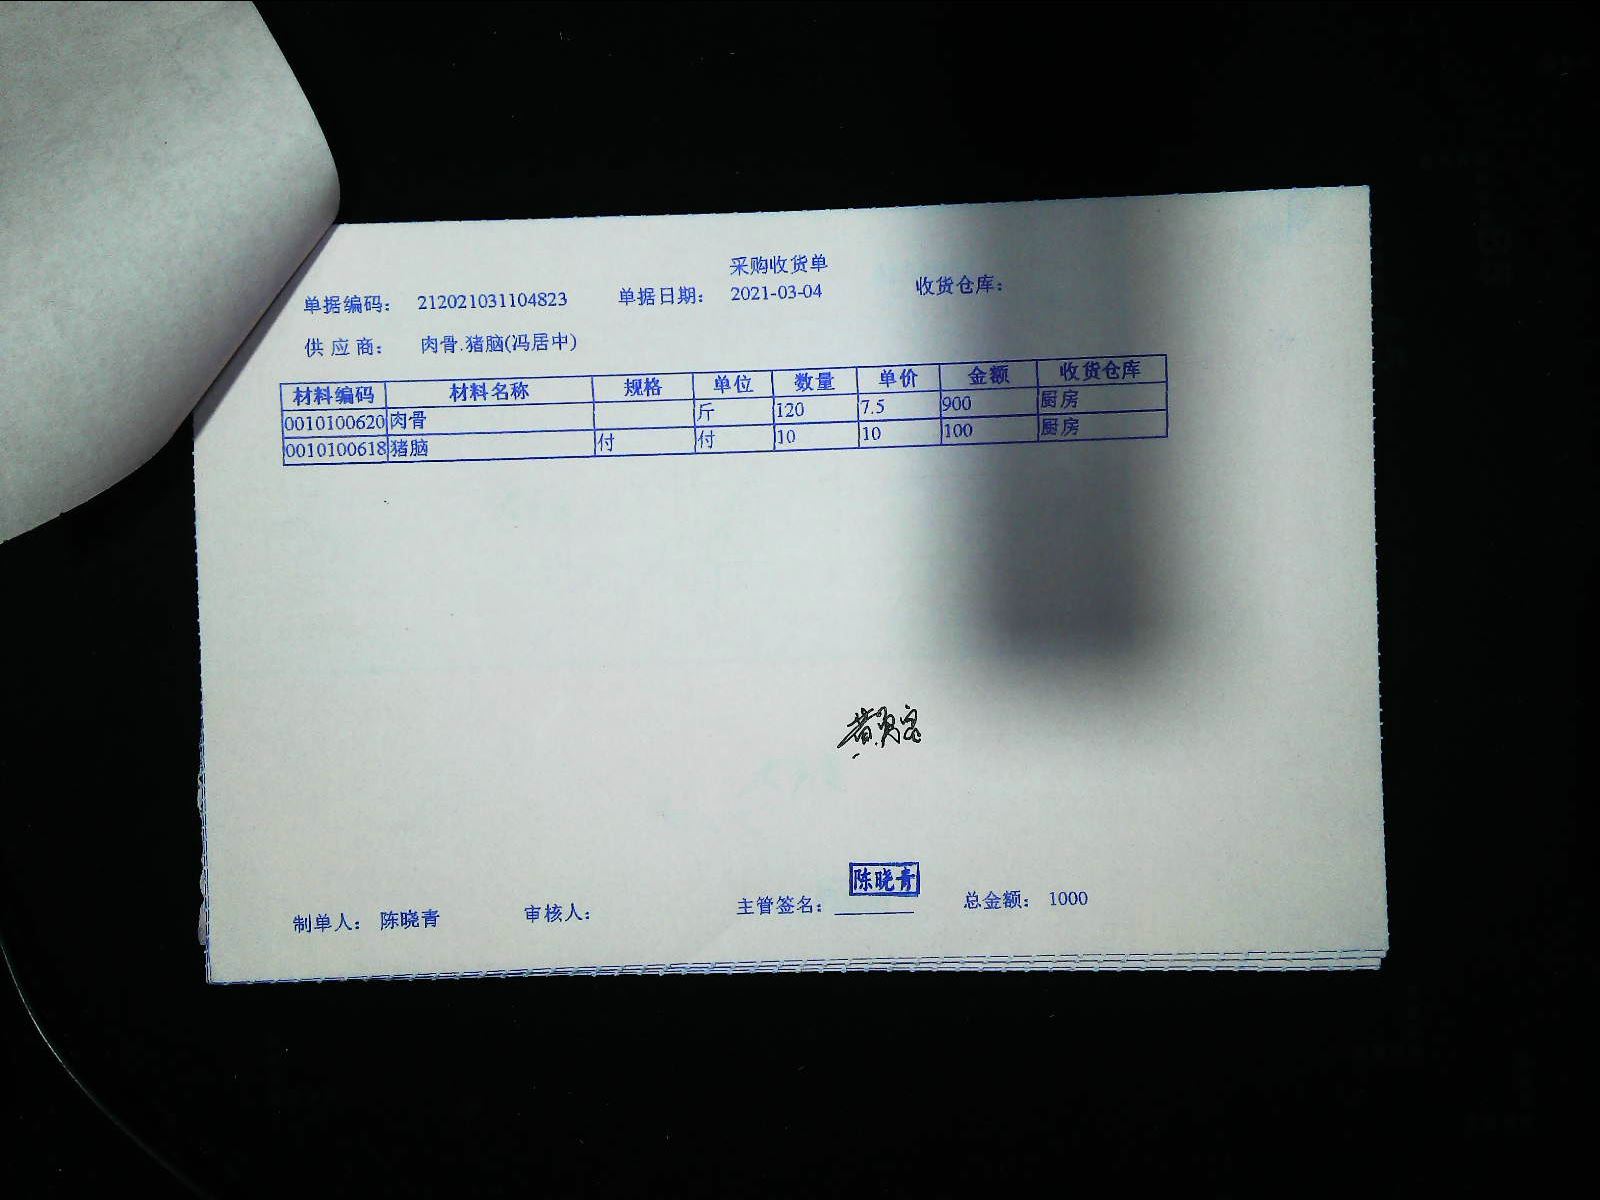 采购收货单
单据编码： 212021031104823 单据日期： 2021-03-04 收货仓库：
供应商： 肉骨.猪脑(冯居中)
材料编码 材料名称 规格 单位 数量 单价 金额 收货仓库
0010100620 肉骨 斤 120 7.5 900 厨房
0010100618 猪脑 付 付 10 10 100 厨房
陈晓青
制单人： 陈晓青 审核人： 主管签名： 总金额： 1000